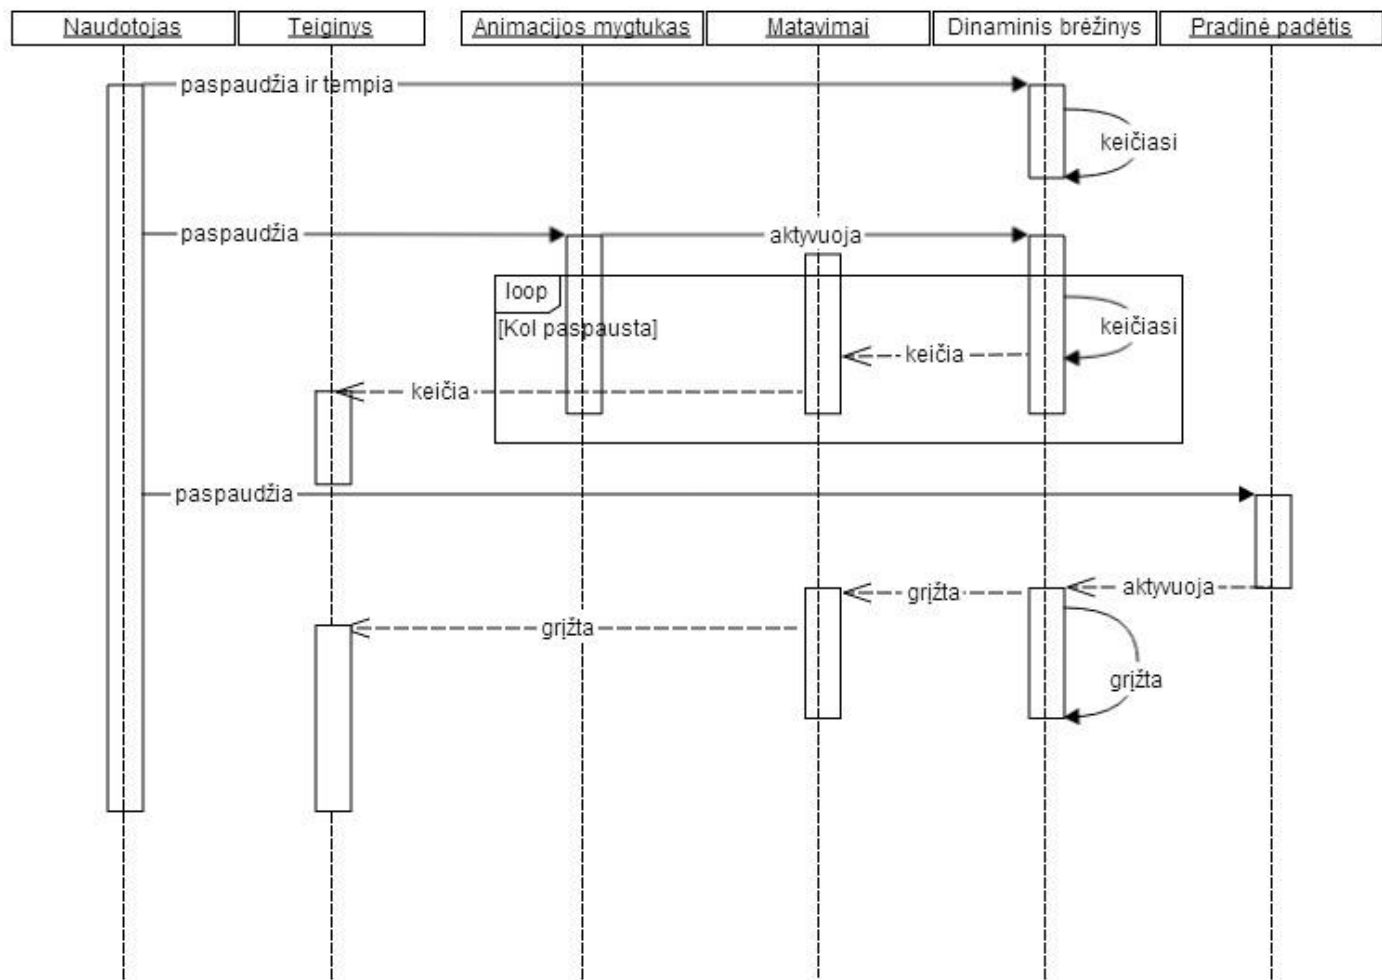 Naudotojas
Teiginys
Animacijos mygtukas
Matavimai
Dinaminis brėžinys
Pradinė padėtis
paspaudžia ir tempia
keičiasi
paspaudžia
aktyvuoja
loop
[Kol paspausta]
keičiasi
keičia
keičia
paspaudžia
aktyvuoja
grįžta
grįžta
grįžta